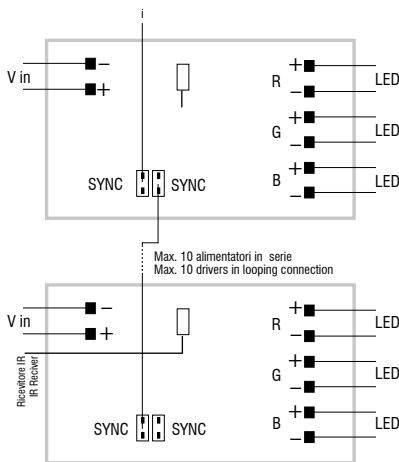 i
V in
−
+
R
+
−
LED
G
+
−
LED
B
+
−
LED
SYNC
SYNC
Max. 10 alimentatori in serie
Max. 10 drivers in looping connection
V in
−
+
Ricevitore IR
IR Reciver
R
+
−
LED
G
+
−
LED
B
+
−
LED
SYNC
SYNC